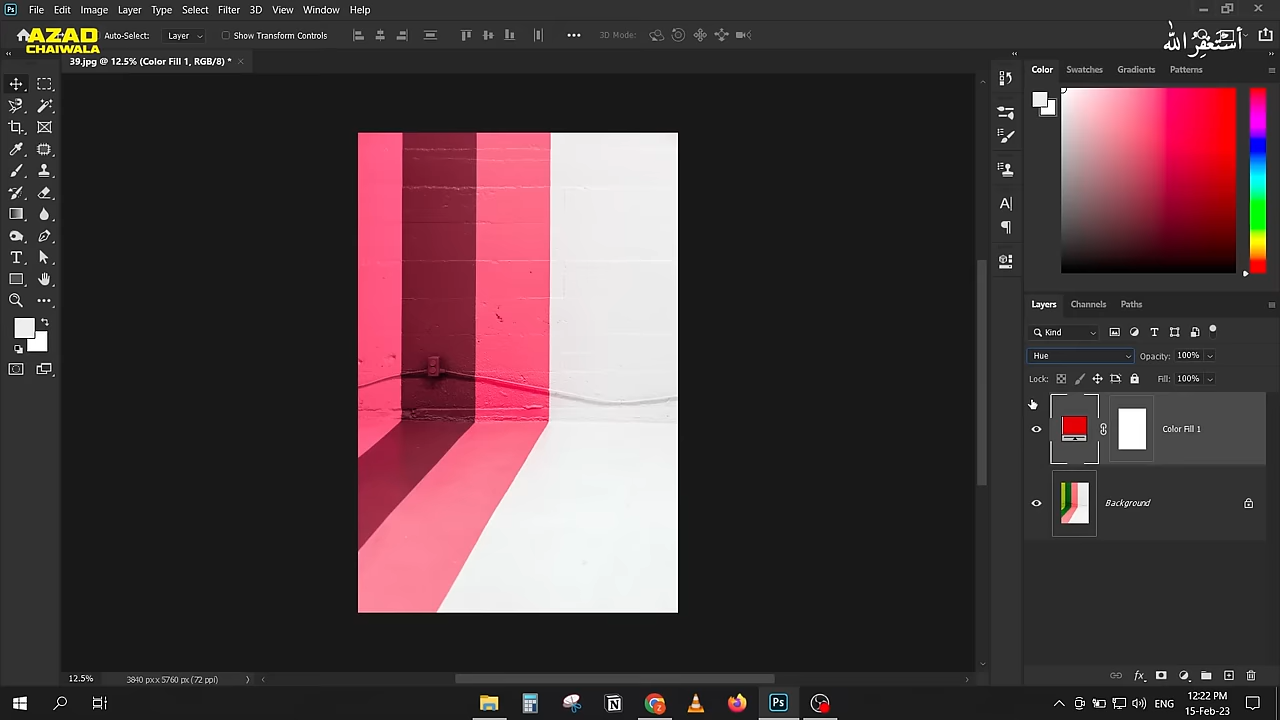 File Edit Image Layer Type Select Filter 3D View Window Help
AZAD
CHAIWALA
Auto-Select: Layer Show Transform Controls 3D Mode:
أستغفر الله
39.jpg @ 12.5% (Color Fill 1, RGB/8) *
Color Swatches Gradients Patterns
Layers Channels Paths
Kind
Hue Opacity: 100%
Lock: Fill: 100%
Color Fill 1
Background
12.5% 3840 px x 5760 px (72 ppi)
ENG
12:22 PM
15-Feb-23